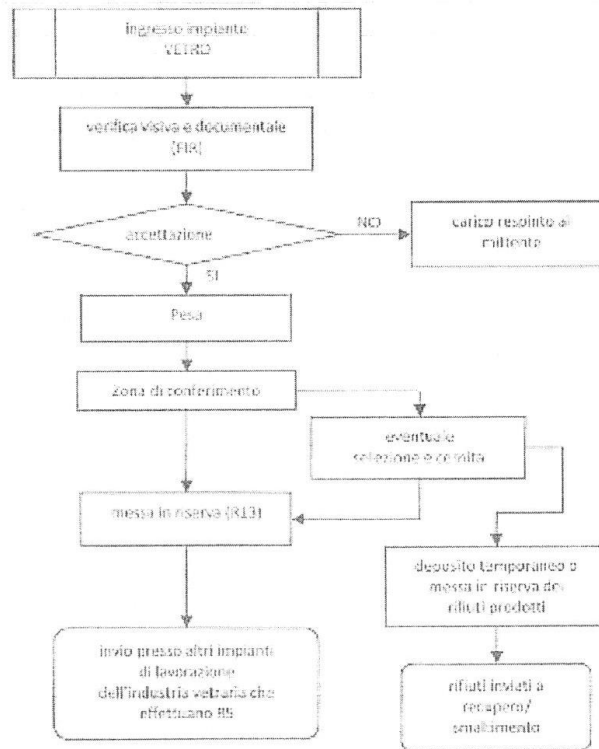 ingresso impianto
VETRO
verifica visiva e documentale
(FIR)
accettazione
NO
carico respinto al
mittente
SI
Pesa
Zona di conferimento
eventuale
selezione e cernita
messa in riserva (R13)
deposito temporaneo o
messa in riserva dei
rifiuti prodotti
invio presso altri impianti
di lavorazione
dell'industria vetraria che
effettuano R5
rifiuti inviati a
recupero/
smaltimento